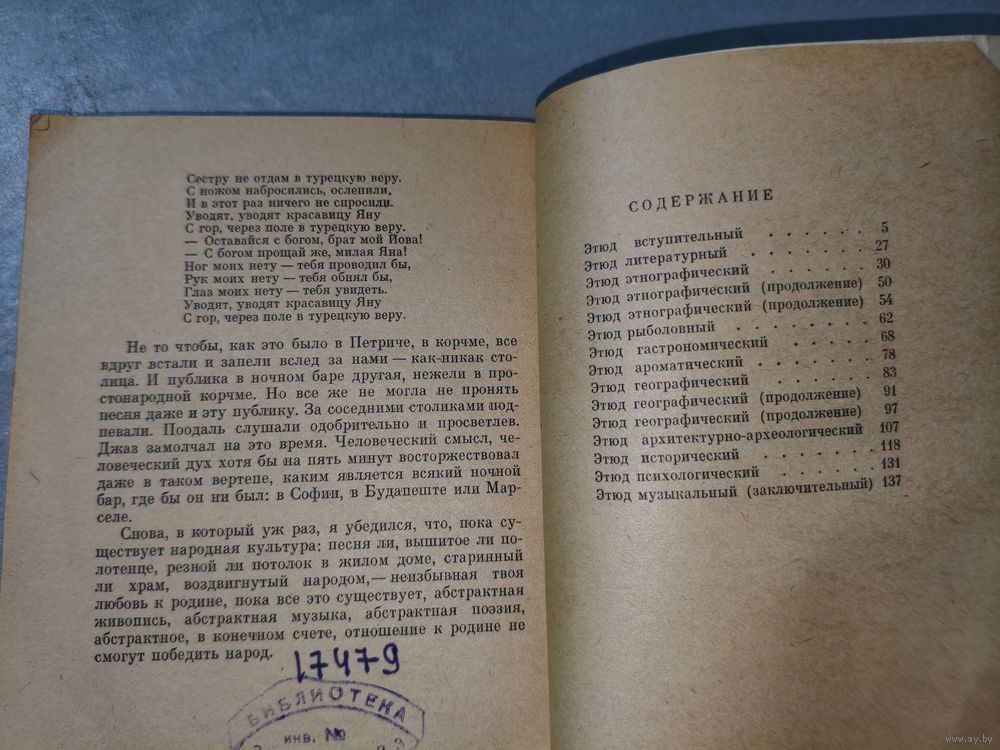 Сестру не отдам в турецкую веру.
С ножом набросились, ослепили.
И в этот раз ничего не спросили.
Уводят, уводят красавицу Яну
С гор, через поле в турецкую веру.
— Оставайся с богом, брат мой Йова!
— С богом прощай же, милая Яна!
Ног моих нету — тебя проводил бы,
Рук моих нету — тебя обнял бы,
Глаз моих нету — тебя увидеть.
Уводят, уводят красавицу Яну
С гор, через поле в турецкую веру.
Не то чтобы, как это было в Петриче, в корчме, все
вдруг встали и запели вслед за нами — как-никак сто-
лица. И публика в ночном баре другая, нежели в про-
стонародной корчме. Но все же не могла не пронять
песня даже и эту публику. За соседними столиками под-
певали. Поодаль слушали одобрительно и просветлев.
Джаз замолчал на это время. Человеческий смысл, че-
ловеческий дух хотя бы на пять минут восторжествовал
даже в таком вертепе, каким является всякий ночной
бар, где бы он ни был: в Софии, в Будапеште или Мар-
селе.
Снова, в который уж раз, я убедился, что, пока су-
ществует народная культура: песня ли, вышитое ли по-
лотенце, резной ли потолок в жилом доме, старинный
ли храм, воздвигнутый народом,— неизбывная твоя
любовь к родине, пока все это существует, абстрактная
живопись, абстрактная музыка, абстрактная поэзия,
абстрактное, в конечном счете, отношение к родине не
смогут победить народ.
17479
БИБЛИОТЕКА
ИНВ. №
СОДЕРЖАНИЕ
Этюд вступительный . . . . . . 5
Этюд литературный . . . . . . 27
Этюд этнографический . . . . . 30
Этюд этнографический (продолжение) 50
Этюд этнографический (продолжение) 54
Этюд рыболовный . . . . . . . 62
Этюд гастрономический . . . . . 68
Этюд ароматический . . . . . . 78
Этюд географический . . . . . . 83
Этюд географический (продолжение) 91
Этюд географический (продолжение) 97
Этюд архитектурно-археологический 107
Этюд исторический . . . . . . 118
Этюд психологический . . . . . 131
Этюд музыкальный (заключительный) 137
www.ay.by